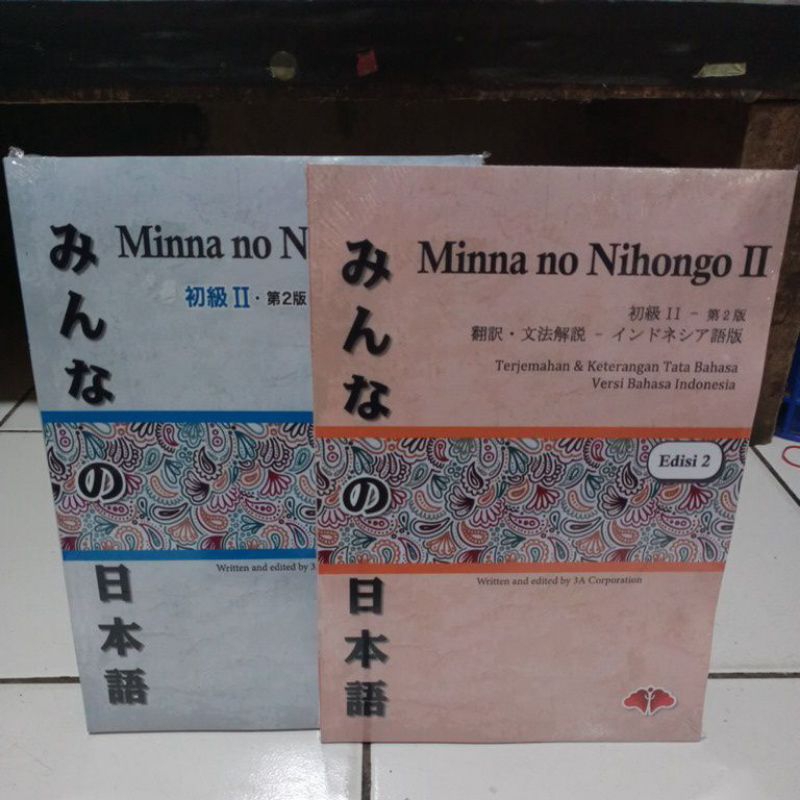 みんなの日本語
Minna no N
初級 II・第2版
Written and edited by 3
みんなの日本語
Minna no Nihongo II
初級 II - 第2版
翻訳・文法解説 - インドネシア語版
Terjemahan & Keterangan Tata Bahasa
Versi Bahasa Indonesia
Edisi 2
Written and edited by 3A Corporation